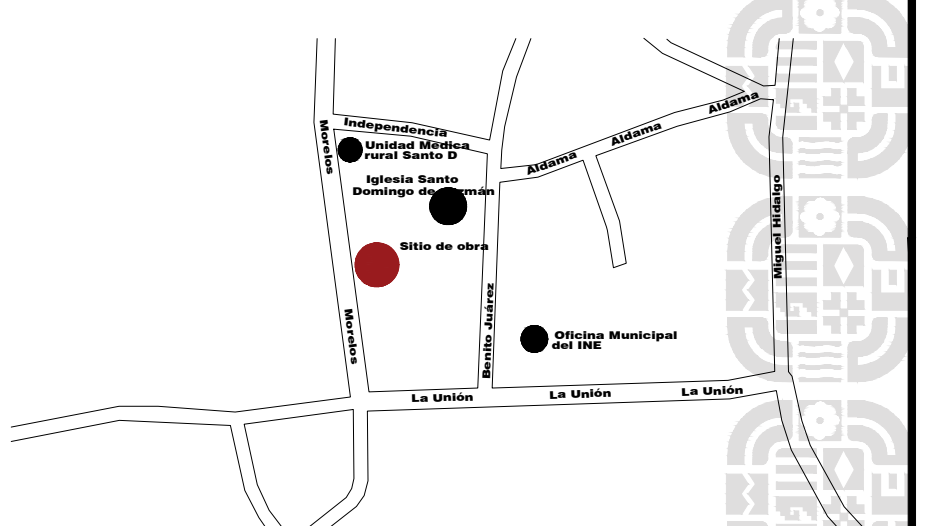 Aldama
Independencia
Aldama
Morelos
Unidad Medica
rural Santo D
Aldama
Iglesia Santo
Domingo de Guzmán
Miguel Hidalgo
Sitio de obra
Benito Juárez
Morelos
Oficina Municipal
del INE
La Unión
La Unión
La Unión